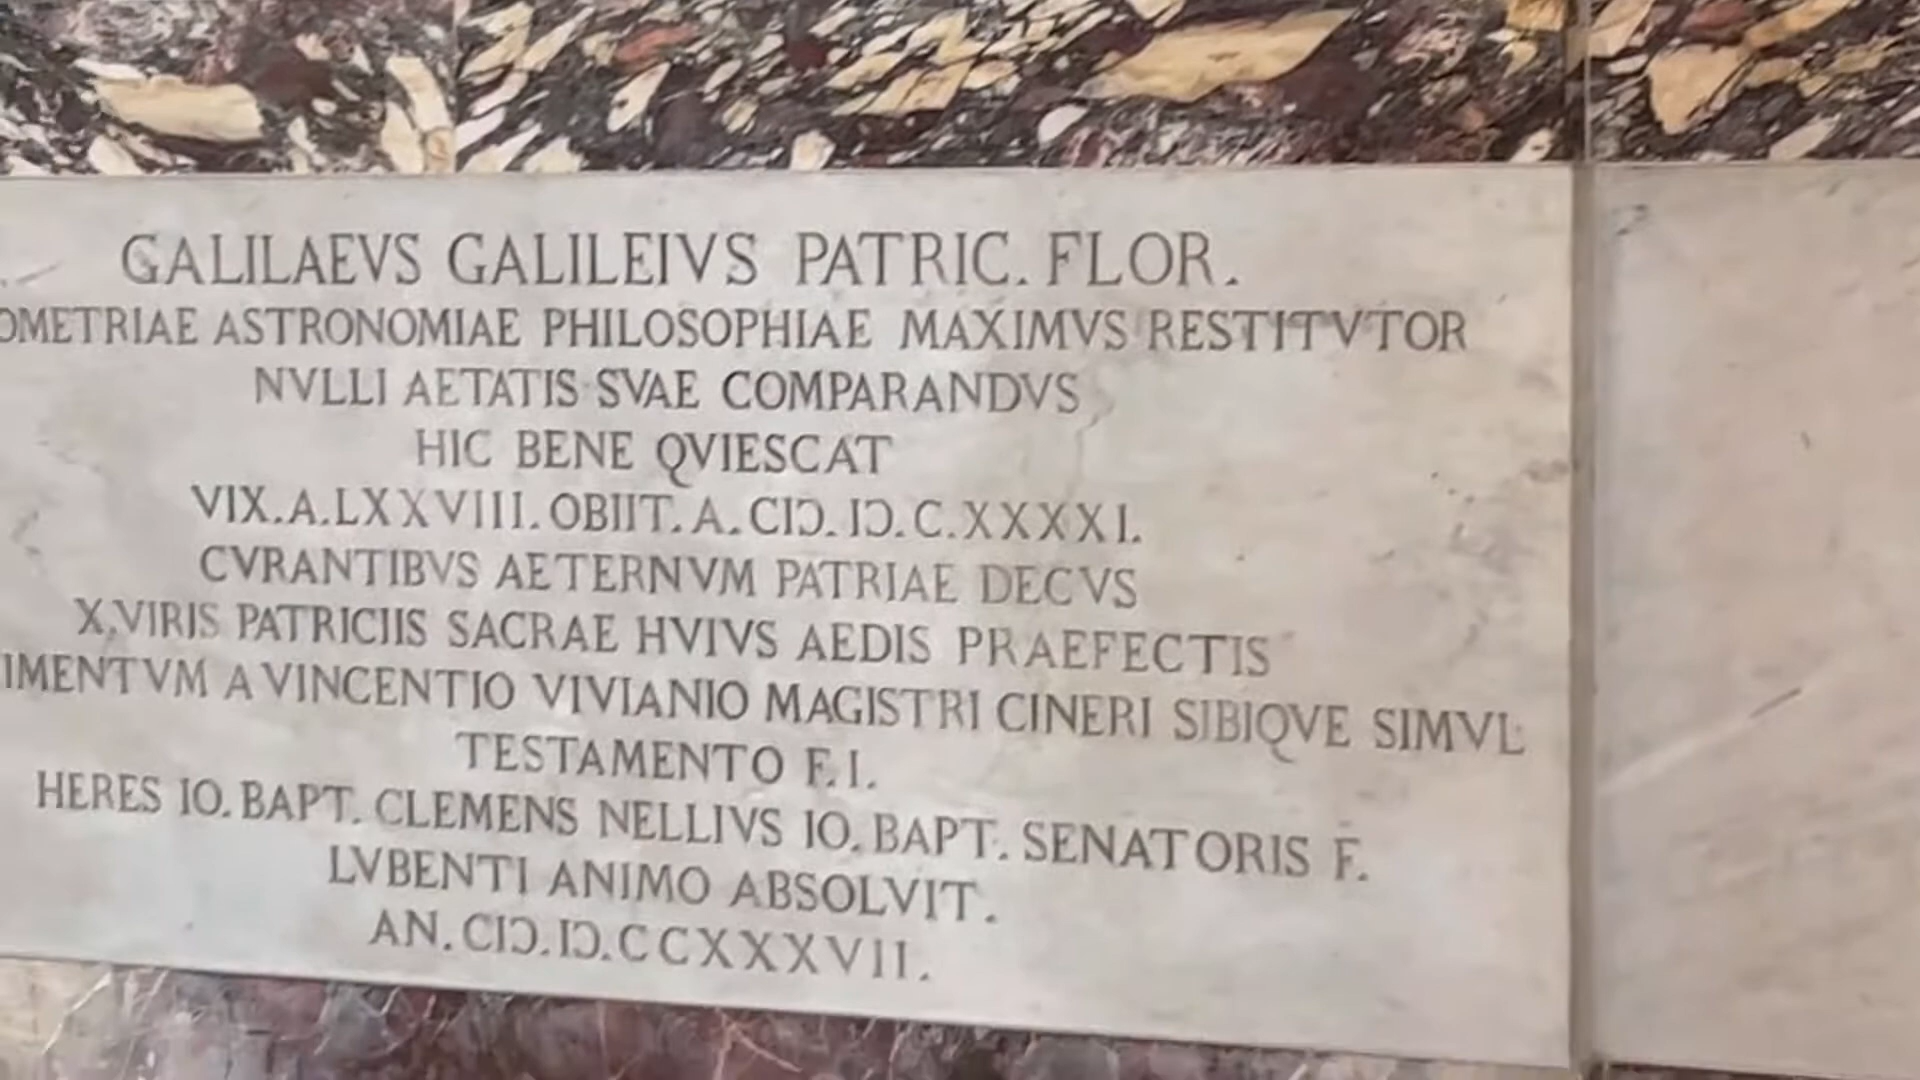 GALILAEVS GALILEIVS PATRIC. FLOR.
OMETRIAE ASTRONOMIAE PHILOSOPHIAE MAXIMVS RESTITVTOR
NVLLI AETATIS SVAE COMPARANDVS
HIC BENE QVIESCAT
VIX.A.LXXVIII.OBIIT.A.CIƆ.IƆ.C.XXXXI.
CVRANTIBVS AETERNVM PATRIAE DECVS
X.VIRIS PATRICIIS SACRAE HVIVS AEDIS PRAEFECTIS
IMENTVM A VINCENTIO VIVIANIO MAGISTRI CINERI SIBIQVE SIMVL
TESTAMENTO F.I.
HERES IO.BAPT. CLEMENS NELLIVS IO.BAPT. SENATORIS F.
LVBENTI ANIMO ABSOLVIT.
AN.CIƆ.IƆ.CCXXXVII.